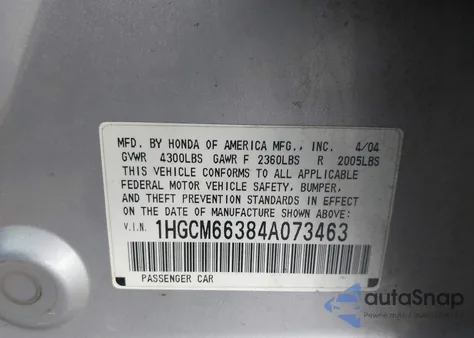 MFD. BY HONDA OF AMERICA MFG., INC. 4/04
GVWR 4300LBS GAWR F 2360LBS R 2005LBS
THIS VEHICLE CONFORMS TO ALL APPLICABLE
FEDERAL MOTOR VEHICLE SAFETY, BUMPER,
AND THEFT PREVENTION STANDARDS IN EFFECT
ON THE DATE OF MANUFACTURE SHOWN ABOVE.
V.I.N. 1HGCM66384A073463
PASSENGER CAR
autoSnap